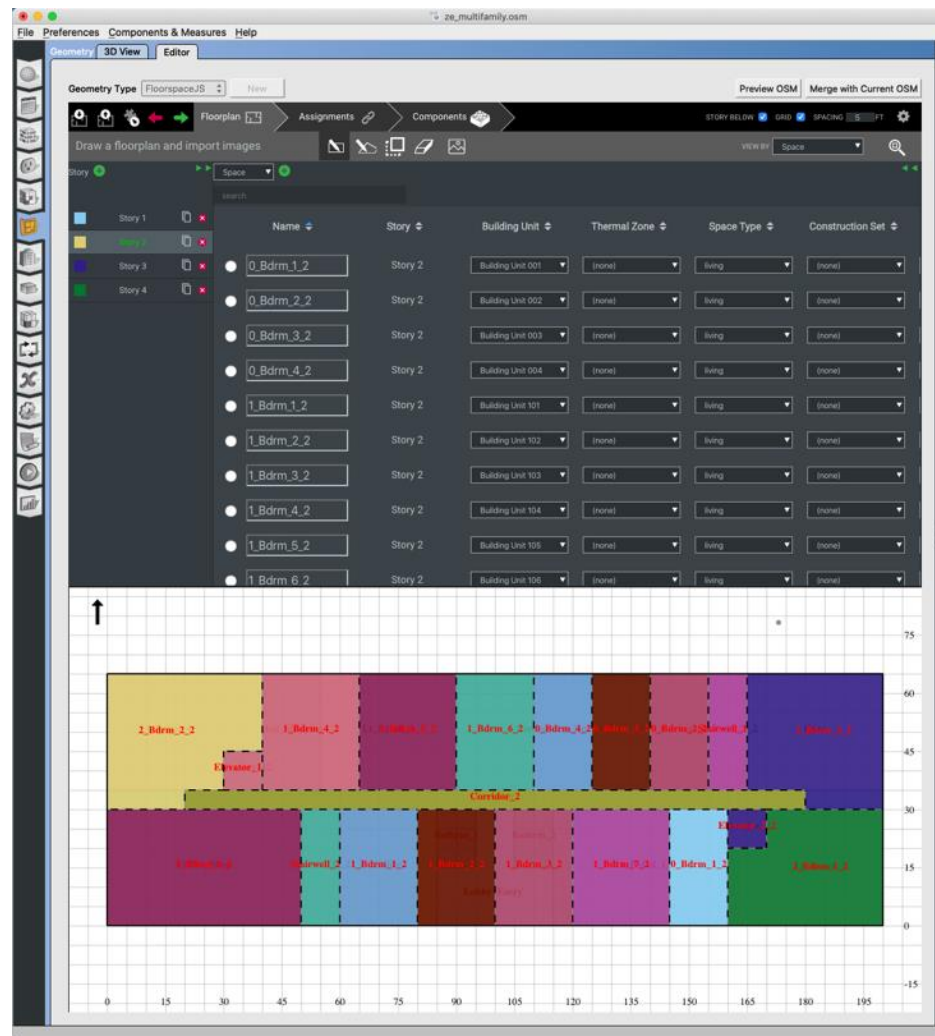 ze_multifamily.osm
File Preferences Components & Measures Help
Geometry 3D View Editor
Geometry Type FloorspaceJS New Preview OSM Merge with Current OSM
Floorplan Assignments Components STORY BELOW GRID SPACING 5 FT
Draw a floorplan and import images VIEW BY Space
Story Space
search
Name Story Building Unit Thermal Zone Space Type Construction Set
Story 1
Story 2
Story 3
Story 4
0_Bdrm_1_2 Story 2 Building Unit 001 (none) living (none)
0_Bdrm_2_2 Story 2 Building Unit 002 (none) living (none)
0_Bdrm_3_2 Story 2 Building Unit 003 (none) living (none)
0_Bdrm_4_2 Story 2 Building Unit 004 (none) living (none)
1_Bdrm_1_2 Story 2 Building Unit 101 (none) living (none)
1_Bdrm_2_2 Story 2 Building Unit 102 (none) living (none)
1_Bdrm_3_2 Story 2 Building Unit 103 (none) living (none)
1_Bdrm_4_2 Story 2 Building Unit 104 (none) living (none)
1_Bdrm_5_2 Story 2 Building Unit 105 (none) living (none)
1_Bdrm_6_2 Story 2 Building Unit 106 (none) living (none)
75
60
2_Bdrm_2_2 1_Bdrm_4_2 1_Bdrm_6_2 0_Bdrm_4_2
45
Corridor_2
30
1_Bdrm_1_2 1_Bdrm_3_2 1_Bdrm_7_2 0_Bdrm_1_2
15
0
-15
0 15 30 45 60 75 90 105 120 135 150 165 180 195